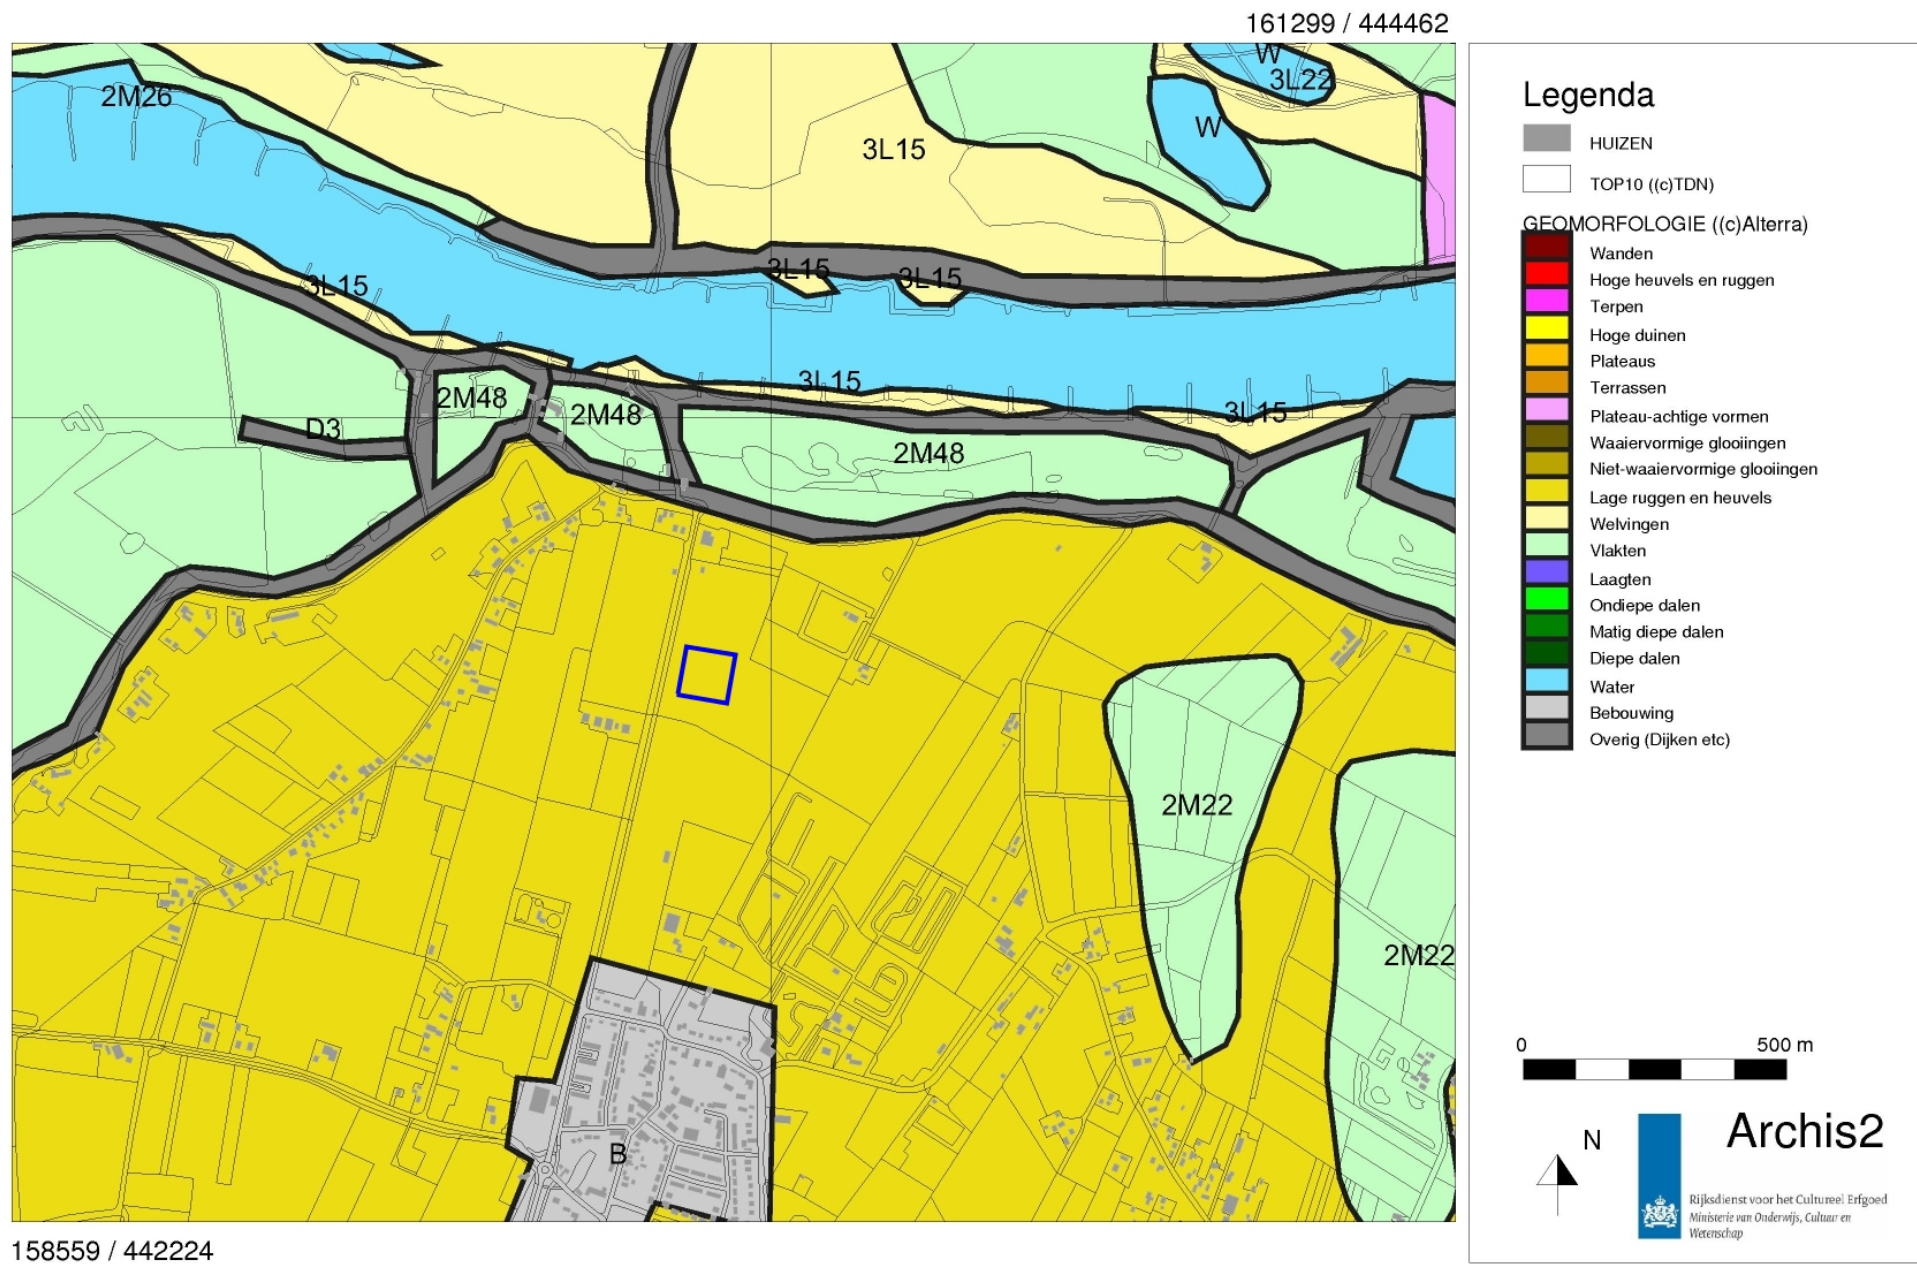 161299 / 444462
W
3L22
2M26
W
3L15
3L15
3L15
3L15
3L15
3L15
2M48
2M48
D3
2M48
2M22
2M22
B
158559 / 442224
Legenda
HUIZEN
TOP10 ((c)TDN)
GEOMORFOLOGIE ((c)Alterra)
Wanden
Hoge heuvels en ruggen
Terpen
Hoge duinen
Plateaus
Terrassen
Plateau-achtige vormen
Waaiervormige glooiingen
Niet-waaiervormige glooiingen
Lage ruggen en heuvels
Welvingen
Vlakten
Laagten
Ondiepe dalen
Matig diepe dalen
Diepe dalen
Water
Bebouwing
Overig (Dijken etc)
0 500 m
N
Archis2
Rijksdienst voor het Cultureel Erfgoed
Ministerie van Onderwijs, Cultuur en
Wetenschap